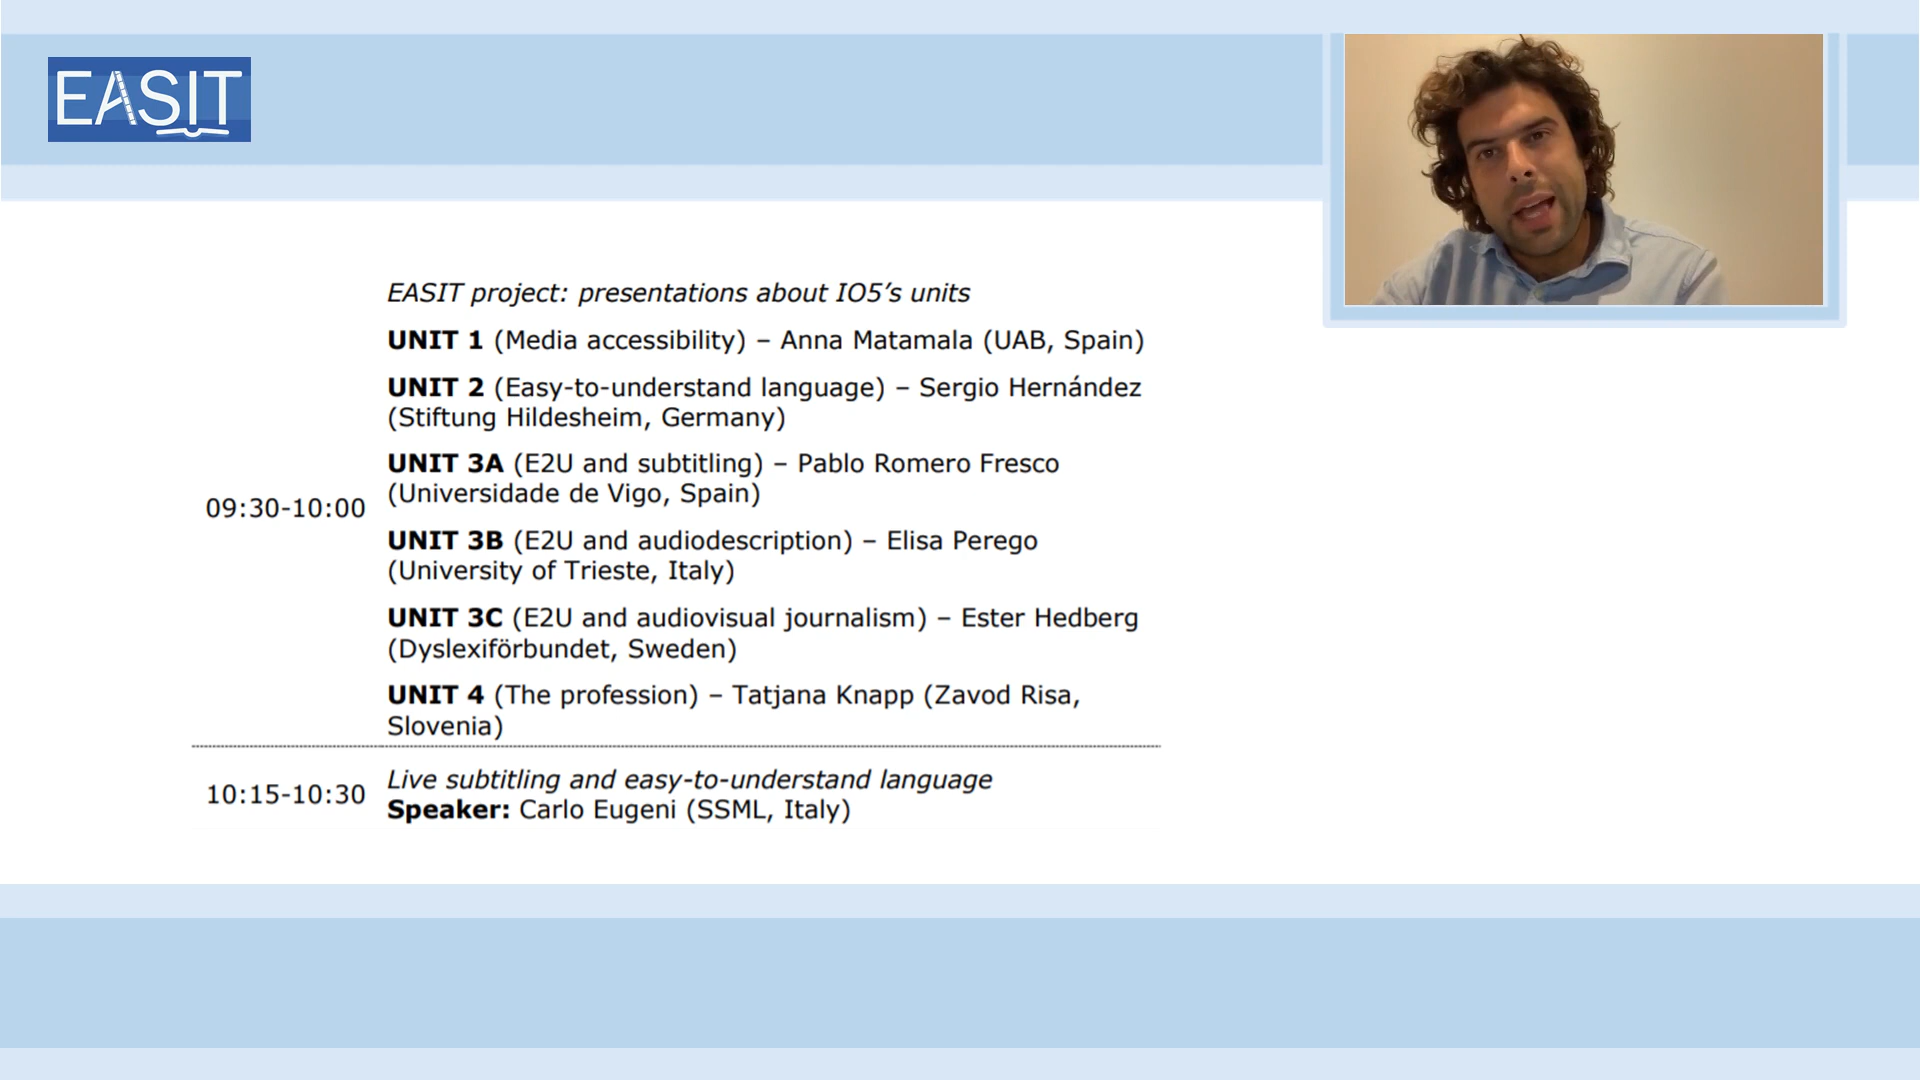 EASIT
EASIT project: presentations about IO5’s units
UNIT 1 (Media accessibility) – Anna Matamala (UAB, Spain)
UNIT 2 (Easy-to-understand language) – Sergio Hernández
(Stiftung Hildesheim, Germany)
UNIT 3A (E2U and subtitling) – Pablo Romero Fresco
(Universidade de Vigo, Spain)
09:30-10:00
UNIT 3B (E2U and audiodescription) – Elisa Perego
(University of Trieste, Italy)
UNIT 3C (E2U and audiovisual journalism) – Ester Hedberg
(Dyslexiförbundet, Sweden)
UNIT 4 (The profession) – Tatjana Knapp (Zavod Risa,
Slovenia)
10:15-10:30
Live subtitling and easy-to-understand language
Speaker: Carlo Eugeni (SSML, Italy)